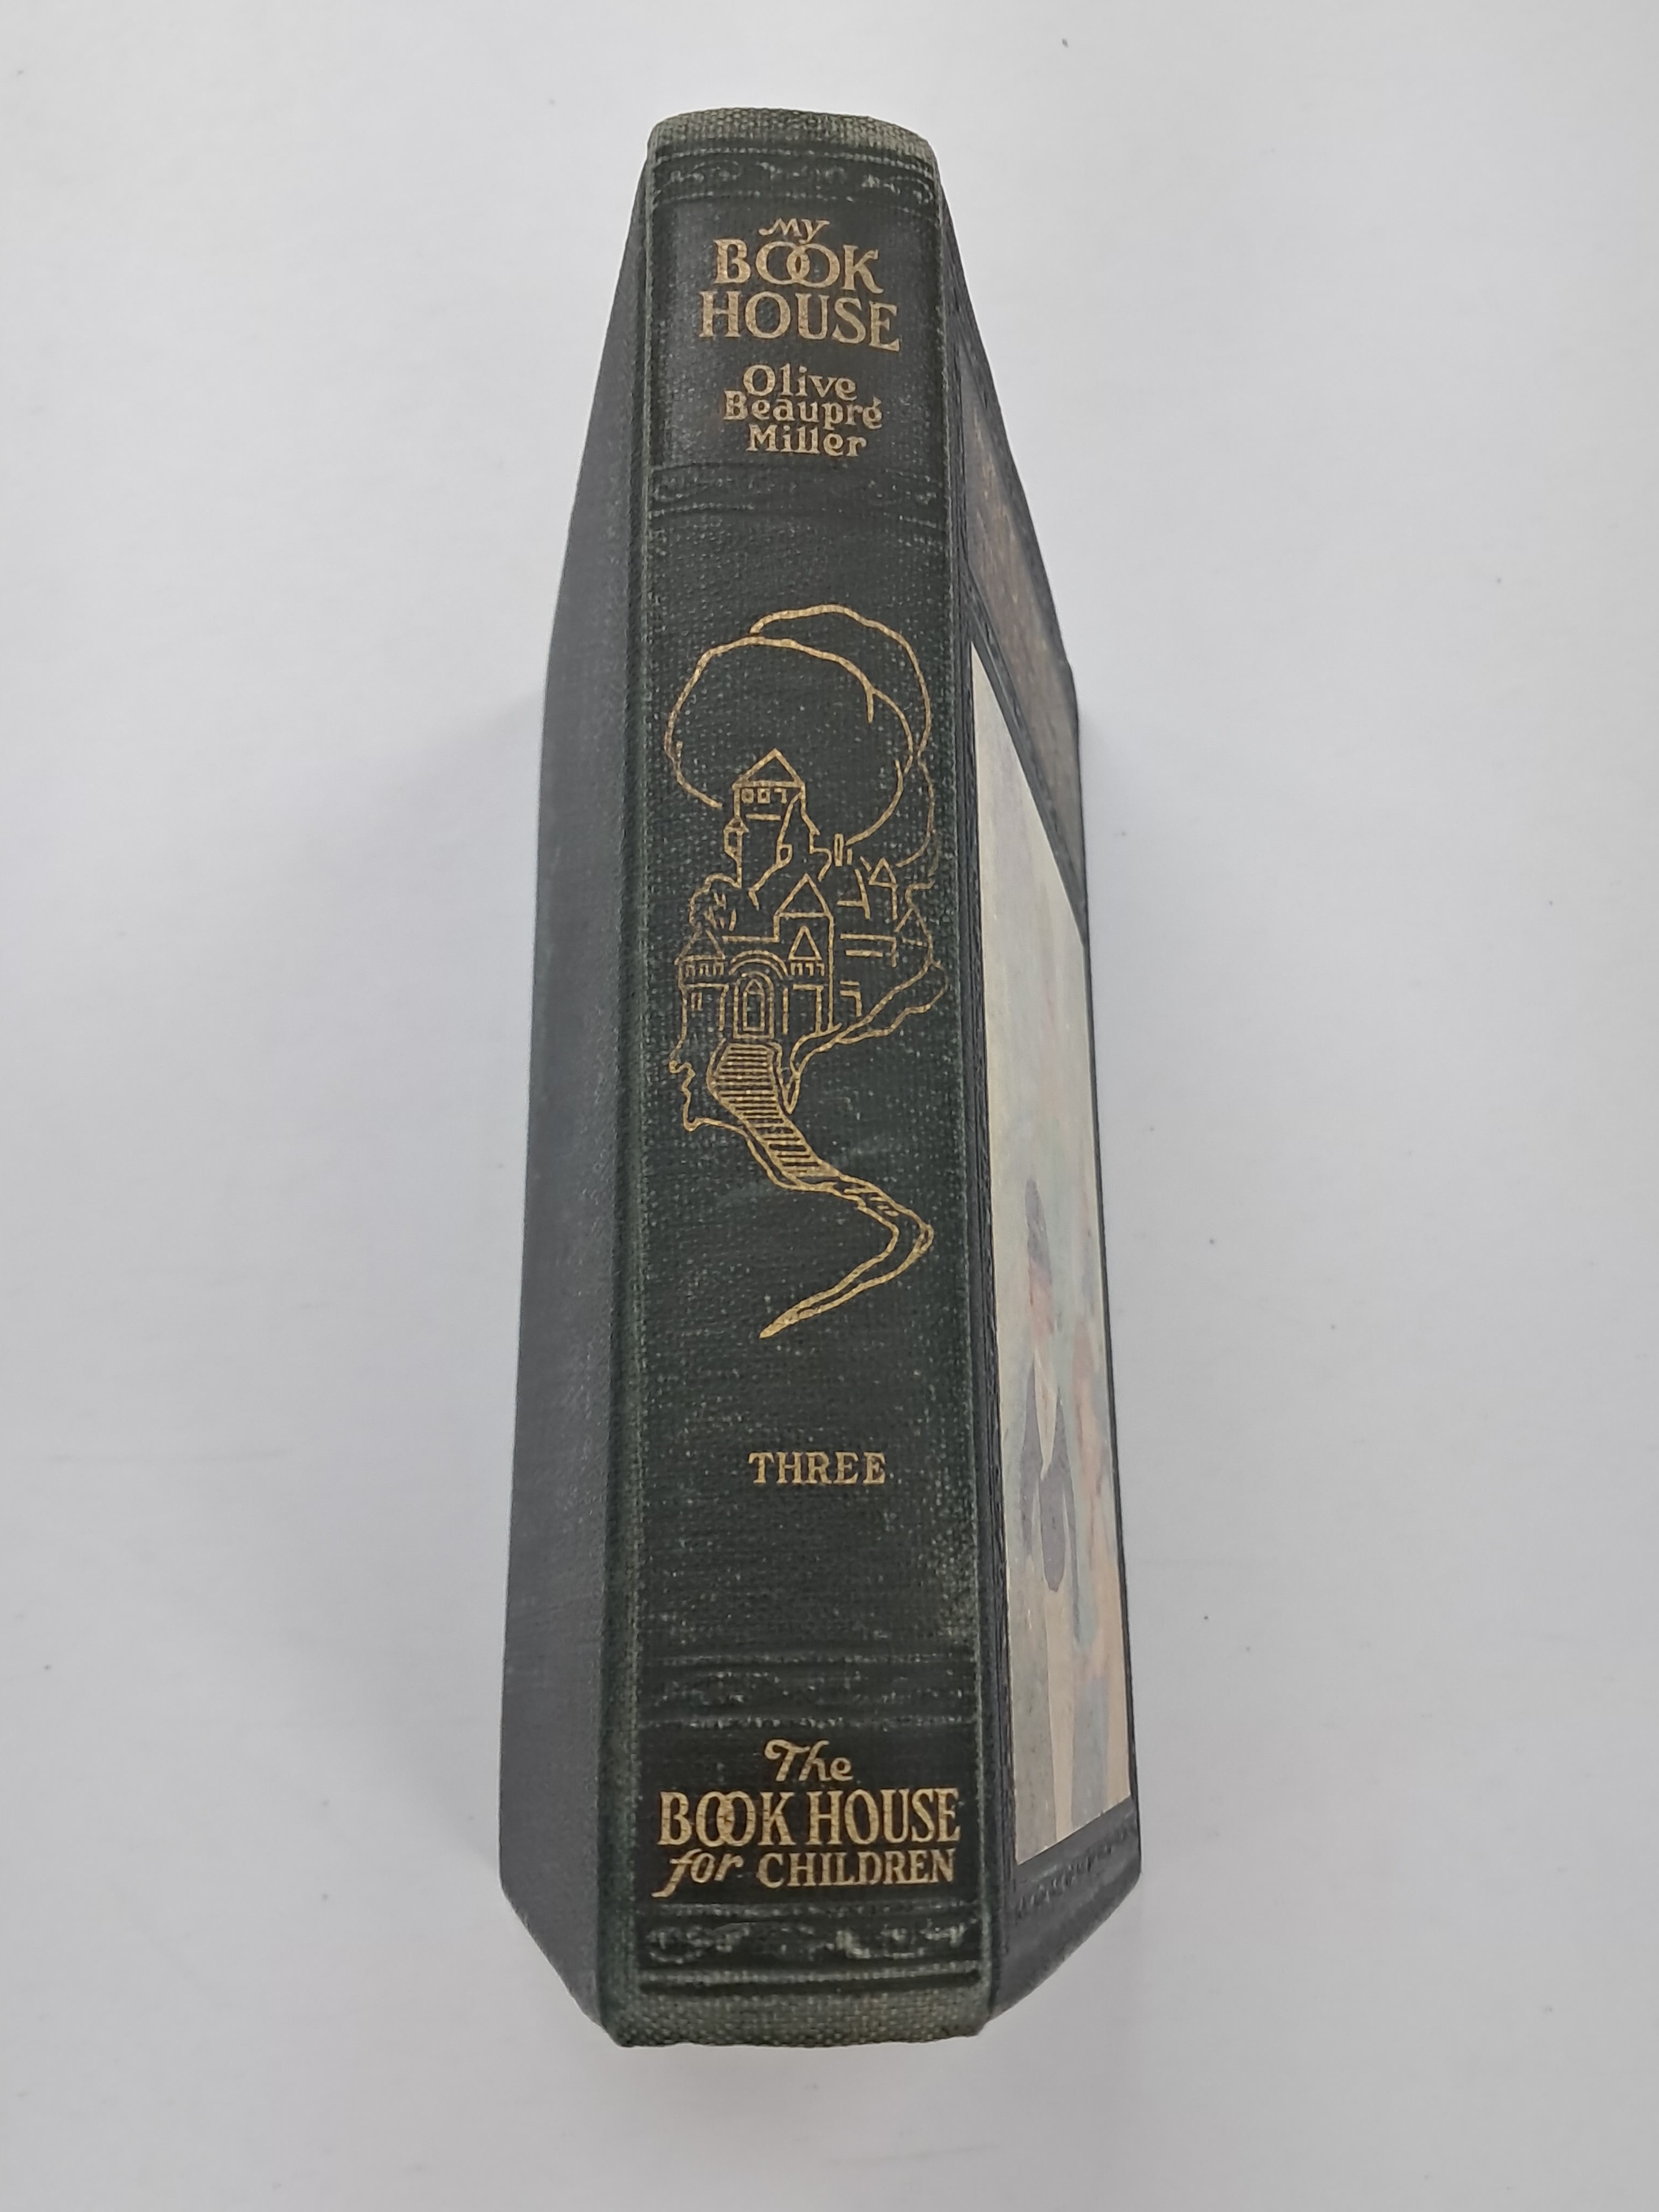 My
BOOK
HOUSE
Olive
Beaupré
Miller
THREE
The
BOOK HOUSE
for CHILDREN